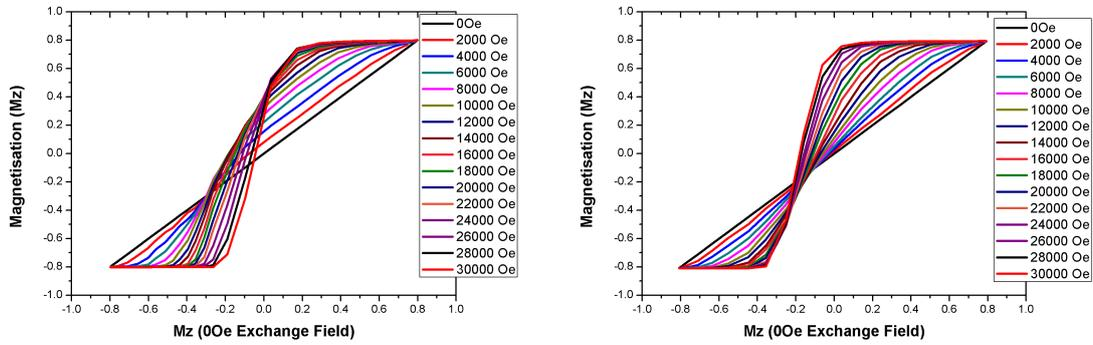 1.0
0.8
0.6
0.4
0.2
0.0
-0.2
-0.4
-0.6
-0.8
-1.0
-1.0 -0.8 -0.6 -0.4 -0.2 0.0 0.2 0.4 0.6 0.8 1.0
Magnetisation (Mz)
Mz (0Oe Exchange Field)
0Oe
2000 Oe
4000 Oe
6000 Oe
8000 Oe
10000 Oe
12000 Oe
14000 Oe
16000 Oe
18000 Oe
20000 Oe
22000 Oe
24000 Oe
26000 Oe
28000 Oe
30000 Oe
1.0
0.8
0.6
0.4
0.2
0.0
-0.2
-0.4
-0.6
-0.8
-1.0
-1.0 -0.8 -0.6 -0.4 -0.2 0.0 0.2 0.4 0.6 0.8 1.0
Magnetisation (Mz)
Mz (0Oe Exchange Field)
0Oe
2000 Oe
4000 Oe
6000 Oe
8000 Oe
10000 Oe
12000 Oe
14000 Oe
16000 Oe
18000 Oe
20000 Oe
22000 Oe
24000 Oe
26000 Oe
28000 Oe
30000 Oe